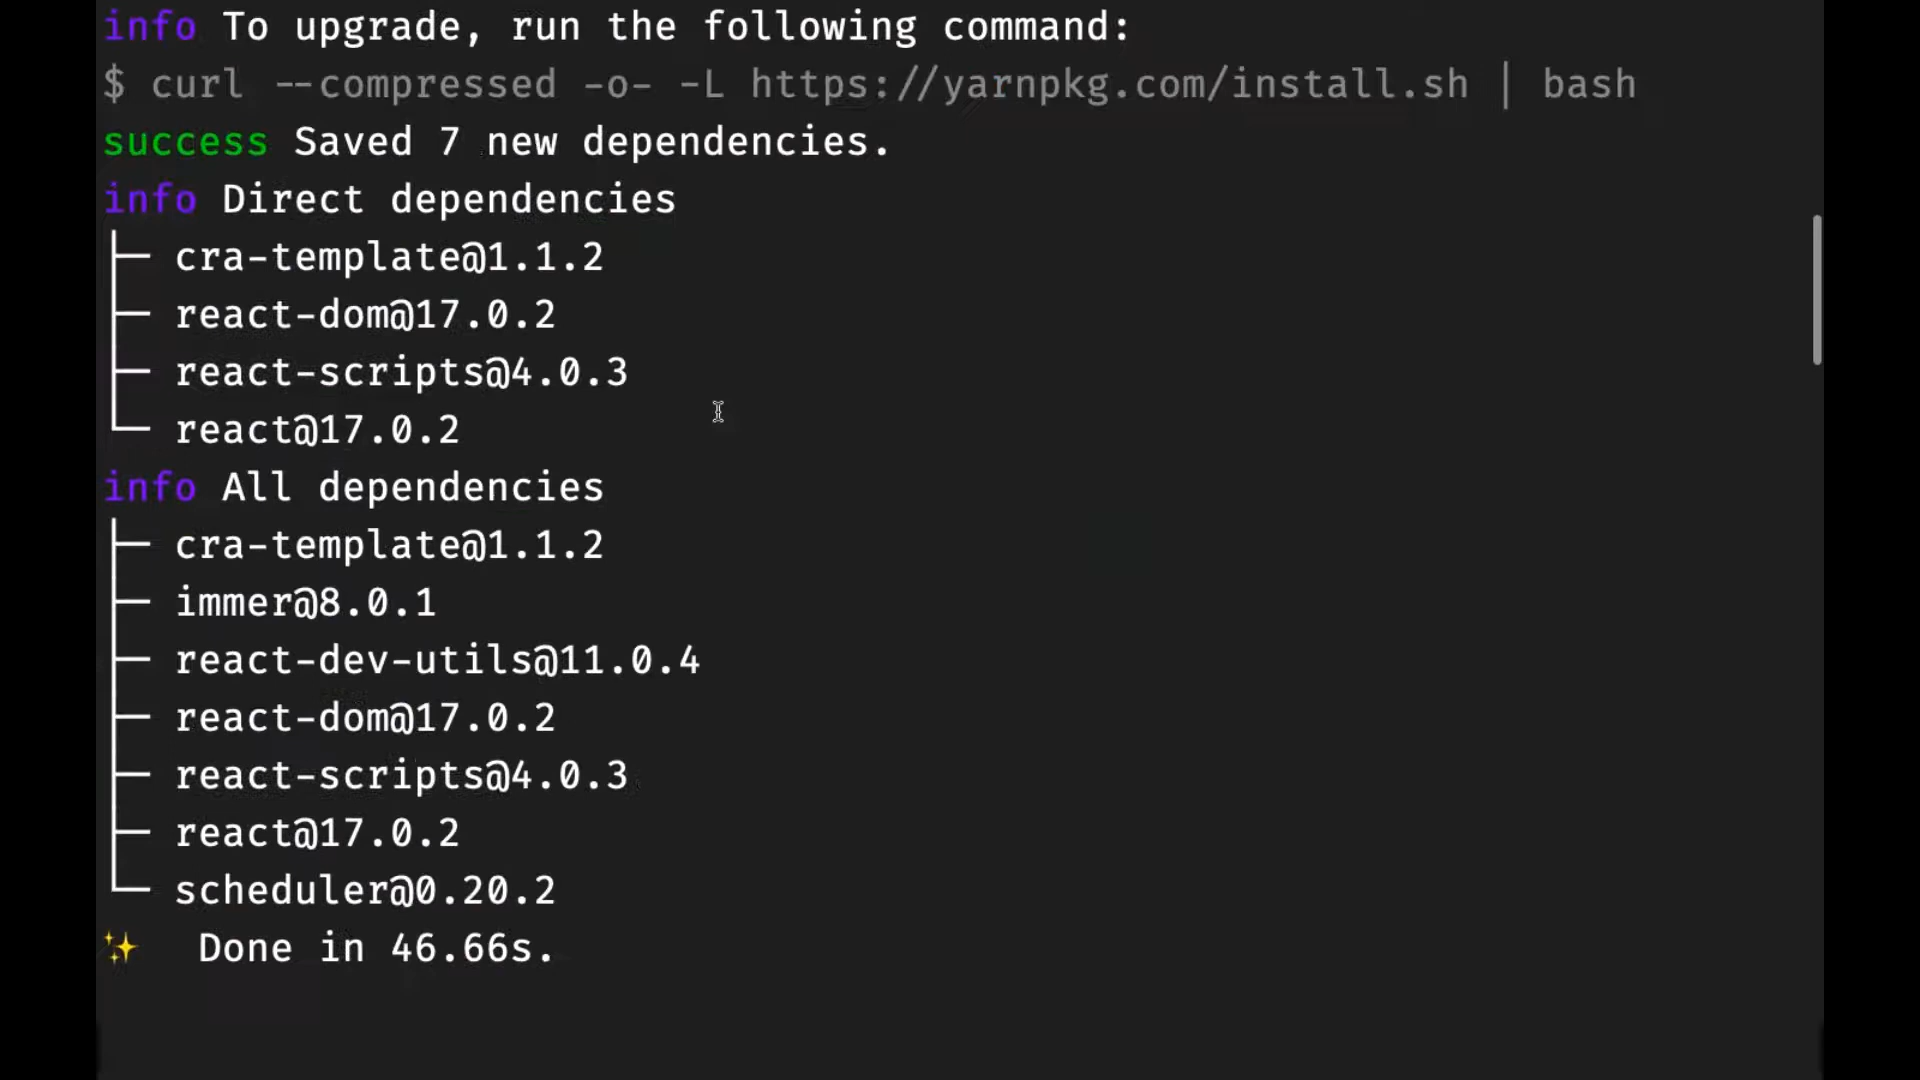 info To upgrade, run the following command:
$ curl --compressed -o- -L https://yarnpkg.com/install.sh | bash
success Saved 7 new dependencies.
info Direct dependencies
├─ cra-template@1.1.2
├─ react-dom@17.0.2
├─ react-scripts@4.0.3
└─ react@17.0.2
info All dependencies
├─ cra-template@1.1.2
├─ immer@8.0.1
├─ react-dev-utils@11.0.4
├─ react-dom@17.0.2
├─ react-scripts@4.0.3
├─ react@17.0.2
└─ scheduler@0.20.2
✨ Done in 46.66s.